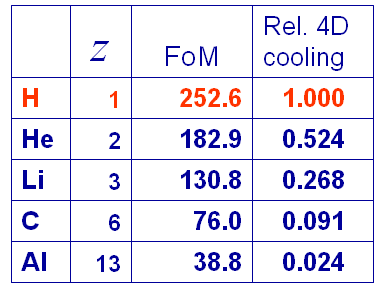 z FoM Rel. 4D cooling
H 1 252.6 1.000
He 2 182.9 0.524
Li 3 130.8 0.268
C 6 76.0 0.091
Al 13 38.8 0.024